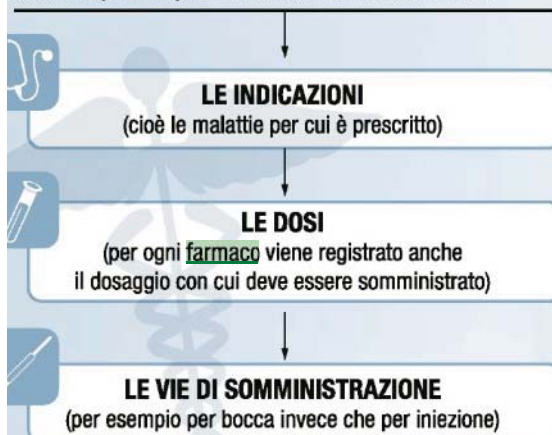 LE INDICAZIONI
(cioè le malattie per cui è prescritto)
LE DOSI
(per ogni farmaco viene registrato anche
il dosaggio con cui deve essere somministrato)
LE VIE DI SOMMINISTRAZIONE
(per esempio per bocca invece che per iniezione)